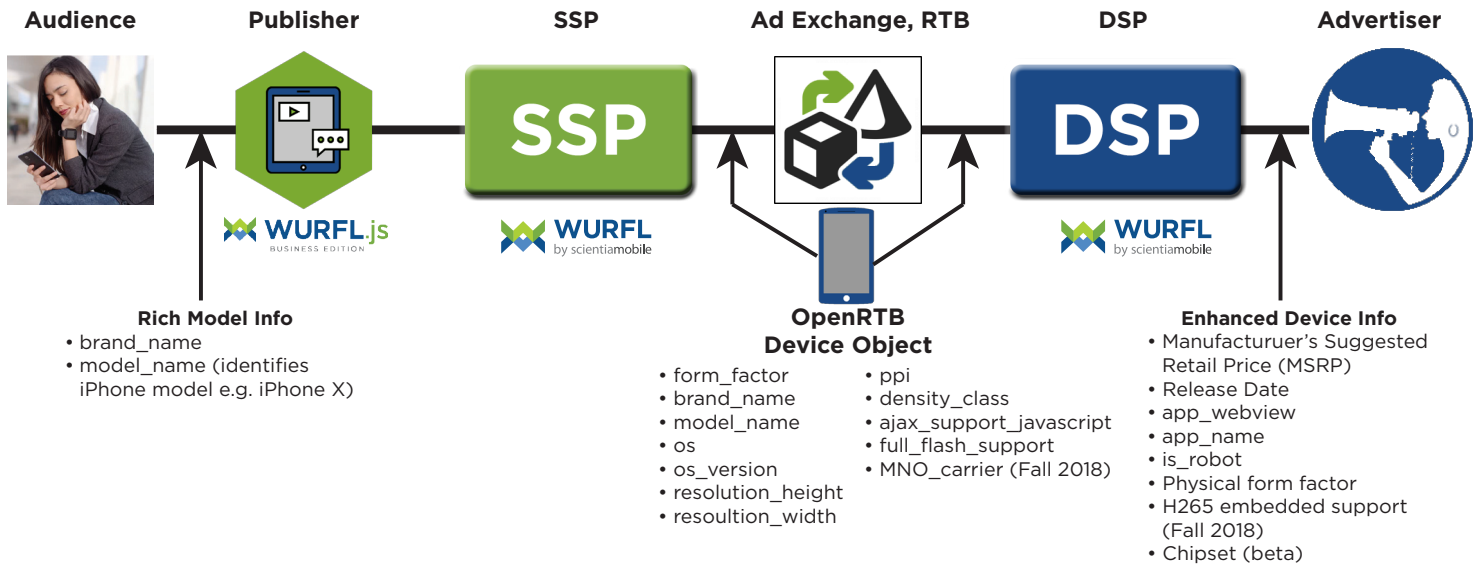 Audience
Publisher
SSP
Ad Exchange, RTB
DSP
Advertiser
SSP
DSP
WURFL.js
BUSINESS EDITION
WURFL
by scientiamobile
WURFL
by scientiamobile
Rich Model Info
• brand_name
• model_name (identifies
iPhone model e.g. iPhone X)
OpenRTB
Device Object
• form_factor
• brand_name
• model_name
• os
• os_version
• resolution_height
• resoultion_width
• ppi
• density_class
• ajax_support_javascript
• full_flash_support
• MNO_carrier (Fall 2018)
Enhanced Device Info
• Manufacturuer's Suggested
Retail Price (MSRP)
• Release Date
• app_webview
• app_name
• is_robot
• Physical form factor
• H265 embedded support
(Fall 2018)
• Chipset (beta)